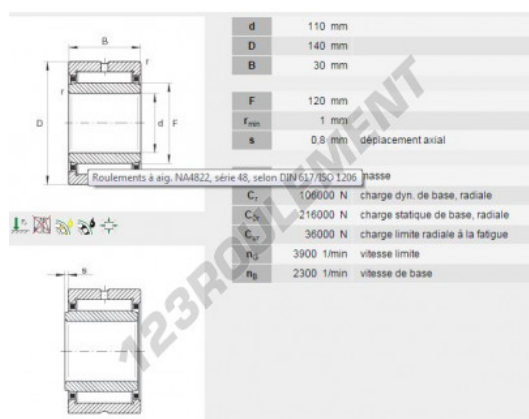 B
r
r
D
d
F
d 110 mm
D 140 mm
B 30 mm
F 120 mm
rmin 1 mm
s 0,8 mm déplacement axial
Roulements à aig. NA4822, série 48, selon DIN 617/ISO 1206
masse
Cr 106000 N charge dyn. de base, radiale
C0r 216000 N charge statique de base, radiale
Cur 36000 N charge limite radiale à la fatigue
nG 3900 1/min vitesse limite
nB 2300 1/min vitesse de base
s
123ROULEMENT